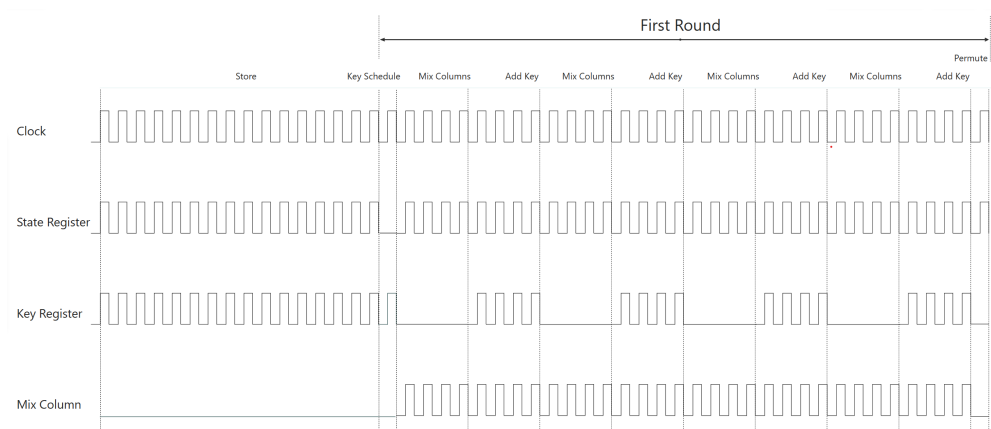 First Round
Permute
Store Key Schedule Mix Columns Add Key Mix Columns Add Key Mix Columns Add Key Mix Columns Add Key
Clock
State Register
Key Register
Mix Column